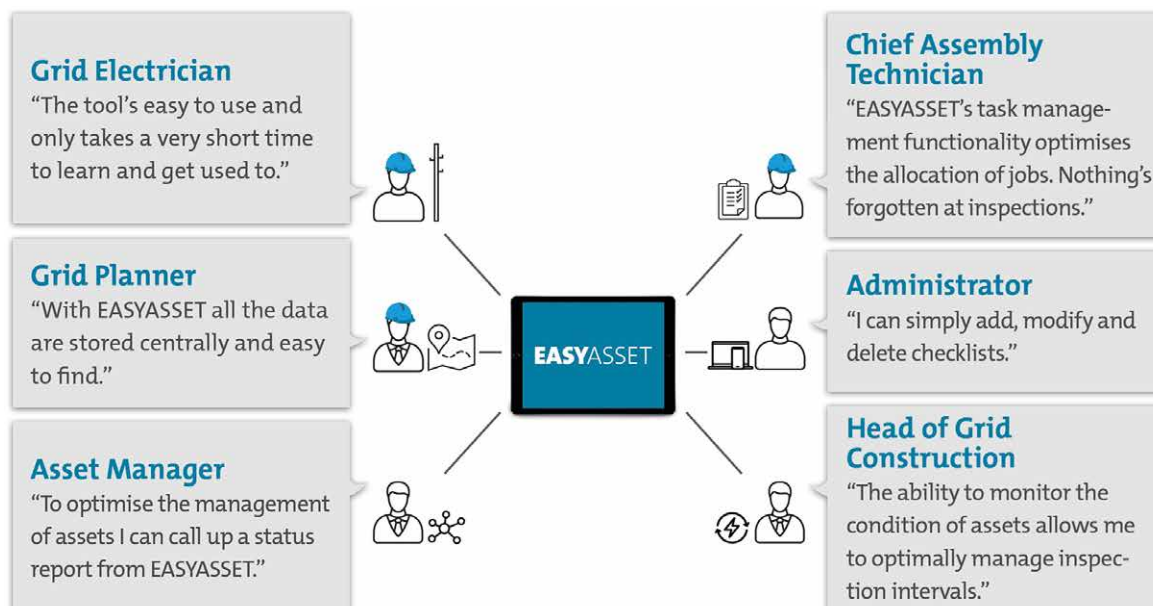 Grid Electrician
“The tool’s easy to use and
only takes a very short time
to learn and get used to.”
Grid Planner
“With EASYASSET all the data
are stored centrally and easy
to find.”
Asset Manager
“To optimise the management
of assets I can call up a status
report from EASYASSET.”
EASYASSET
Chief Assembly
Technician
“EASYASSET’s task manage-
ment functionality optimises
the allocation of jobs. Nothing’s
forgotten at inspections.”
Administrator
“I can simply add, modify and
delete checklists.”
Head of Grid
Construction
“The ability to monitor the
condition of assets allows me
to optimally manage inspec-
tion intervals.”